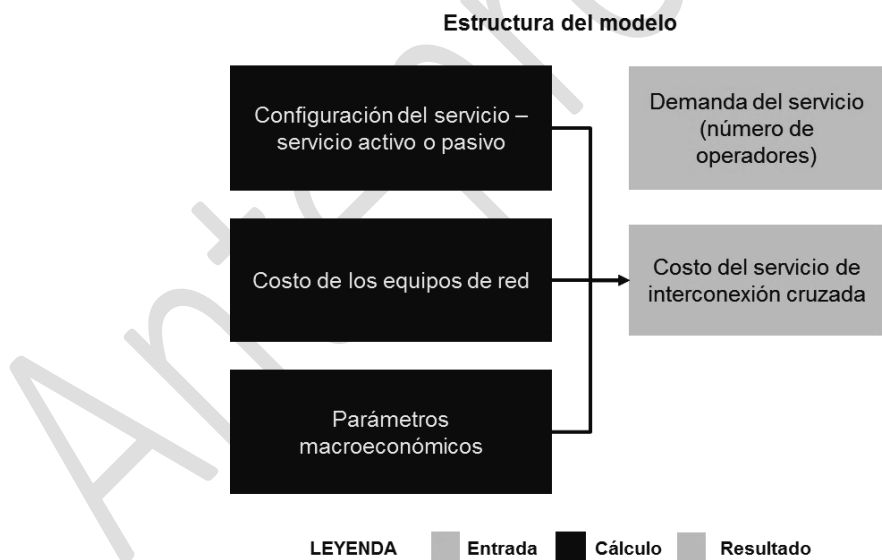 Estructura del modelo
Configuración del servicio –
servicio activo o pasivo
Demanda del servicio
(número de
operadores)
Costo de los equipos de red
Costo del servicio de
interconexión cruzada
Parámetros
macroeconómicos
LEYENDA Entrada Cálculo Resultado